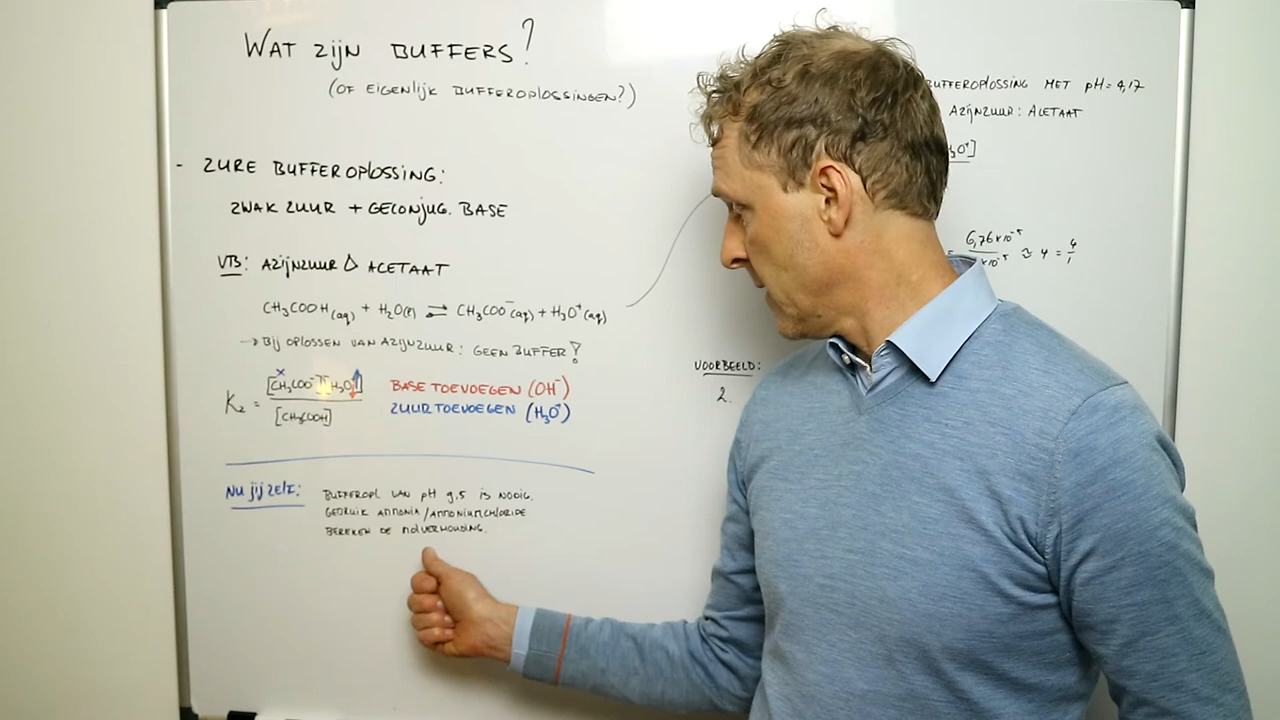 WAT ZIJN BUFFERS?
(OF EIGENLIJK BUFFEROPLOSSINGEN?)
- ZURE BUFFEROPLOSSING:
ZWAK ZUUR + GECONJUG. BASE
VB: AZIJNZUUR △ ACETAAT
CH₃COOH(aq) + H₂O(l) ⇌ CH₃COO⁻(aq) + H₃O⁺(aq)
→ BIJ OPLOSSEN VAN AZIJNZUUR: GEEN BUFFER!
Kz = [CH₃COO⁻][H₃O⁺] / [CH₃COOH]
BASE TOEVOEGEN (OH⁻)
ZUUR TOEVOEGEN (H₃O⁺)
NU JIJ ZELF:
BUFFEROPL VAN pH 9,5 IS NODIG.
GEBRUIK AMMONIA/AMMONIUMCHLORIDE
BEREKEN DE MOLVERHOUDING.
BUFFEROPLOSSING MET pH = 4,17
AZIJNZUUR : ACETAAT
₃O⁺]
= 6,76×10⁻⁵ / ×10⁻⁵ ≈ 4 = 4/1
VOORBEELD:
2.